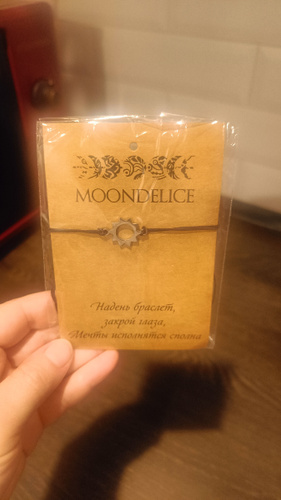 MOONDELICE
Надень браслет,
закрой глаза,
Мечты исполнятся сполна